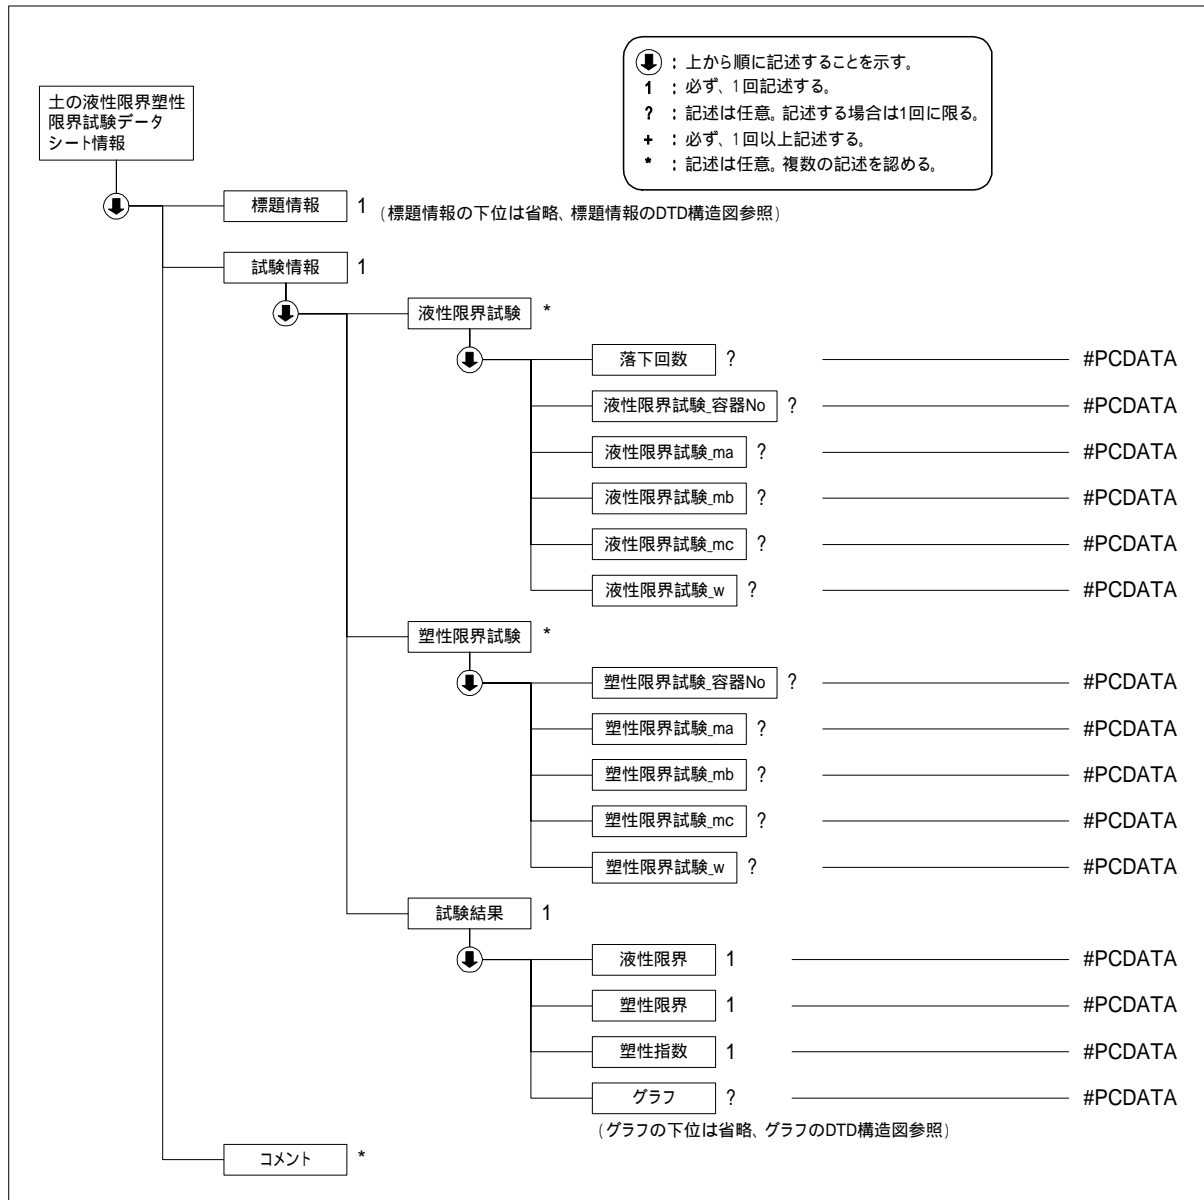 ：上から順に記述することを示す。
1 ：必ず、1回記述する。
? ：記述は任意。記述する場合は1回に限る。
+ ：必ず、1回以上記述する。
* ：記述は任意。複数の記述を認める。
土の液性限界塑性
限界試験データ
シート情報
標題情報 1 (標題情報の下位は省略、標題情報のDTD構造図参照)
試験情報 1
液性限界試験 *
落下回数 ? #PCDATA
液性限界試験_容器No ? #PCDATA
液性限界試験_ma ? #PCDATA
液性限界試験_mb ? #PCDATA
液性限界試験_mc ? #PCDATA
液性限界試験_w ? #PCDATA
塑性限界試験 *
塑性限界試験_容器No ? #PCDATA
塑性限界試験_ma ? #PCDATA
塑性限界試験_mb ? #PCDATA
塑性限界試験_mc ? #PCDATA
塑性限界試験_w ? #PCDATA
試験結果 1
液性限界 1 #PCDATA
塑性限界 1 #PCDATA
塑性指数 1 #PCDATA
グラフ ? #PCDATA
(グラフの下位は省略、グラフのDTD構造図参照)
コメント *